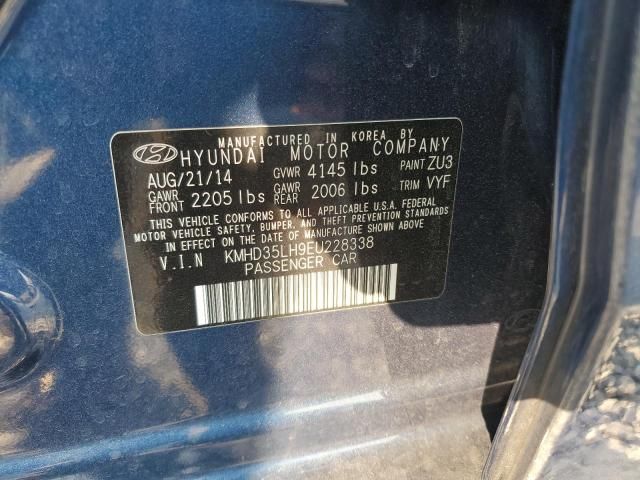 MANUFACTURED IN KOREA BY
HYUNDAI MOTOR COMPANY
AUG/21/14 GVWR 4145 lbs PAINT ZU3
GAWR FRONT 2205 lbs GAWR REAR 2006 lbs TRIM VYF
THIS VEHICLE CONFORMS TO ALL APPLICABLE U.S.A. FEDERAL
MOTOR VEHICLE SAFETY, BUMPER, AND THEFT PREVENTION STANDARDS
IN EFFECT ON THE DATE OF MANUFACTURE SHOWN ABOVE
V.I.N KMHD35LH9EU228338
PASSENGER CAR